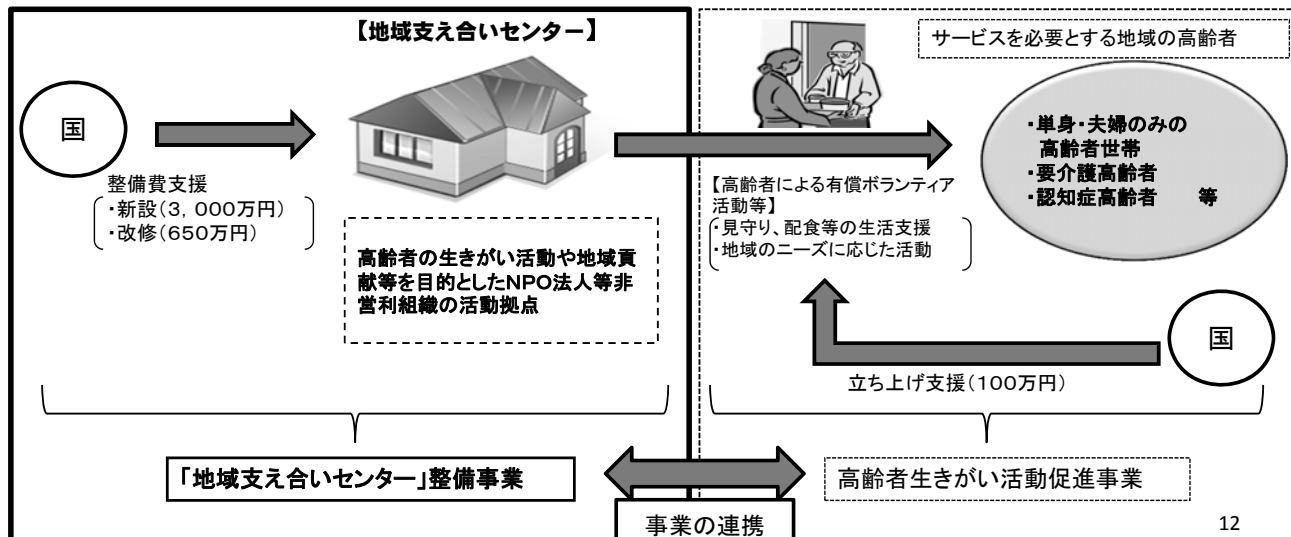 【地域支え合いセンター】
国
整備費支援
・新設(3，000万円)
・改修(650万円)
高齢者の生きがい活動や地域貢
献等を目的としたNPO法人等非
営利組織の活動拠点
「地域支え合いセンター」整備事業
サービスを必要とする地域の高齢者
・単身・夫婦のみの
高齢者世帯
・要介護高齢者
・認知症高齢者　　等
【高齢者による有償ボランティア
活動等】
・見守り、配食等の生活支援
・地域のニーズに応じた活動
国
立ち上げ支援(100万円)
高齢者生きがい活動促進事業
事業の連携
12